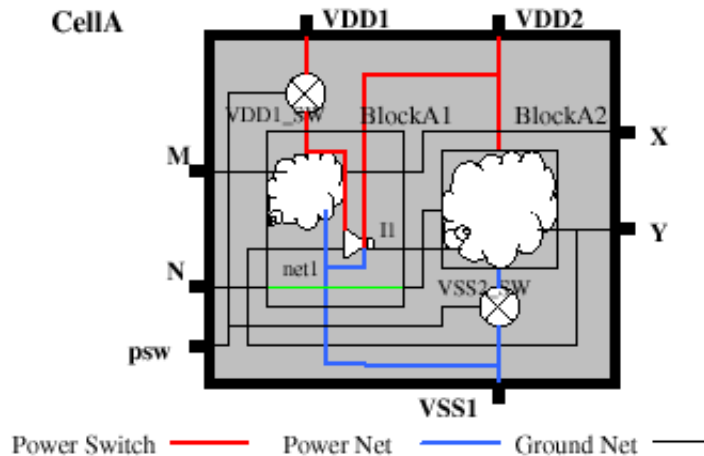 CellA
VDD1
VDD2
VDD1_SW
BlockA1
BlockA2
X
M
I1
Y
net1
N
VSS2_SW
psw
VSS1
Power Switch
Power Net
Ground Net